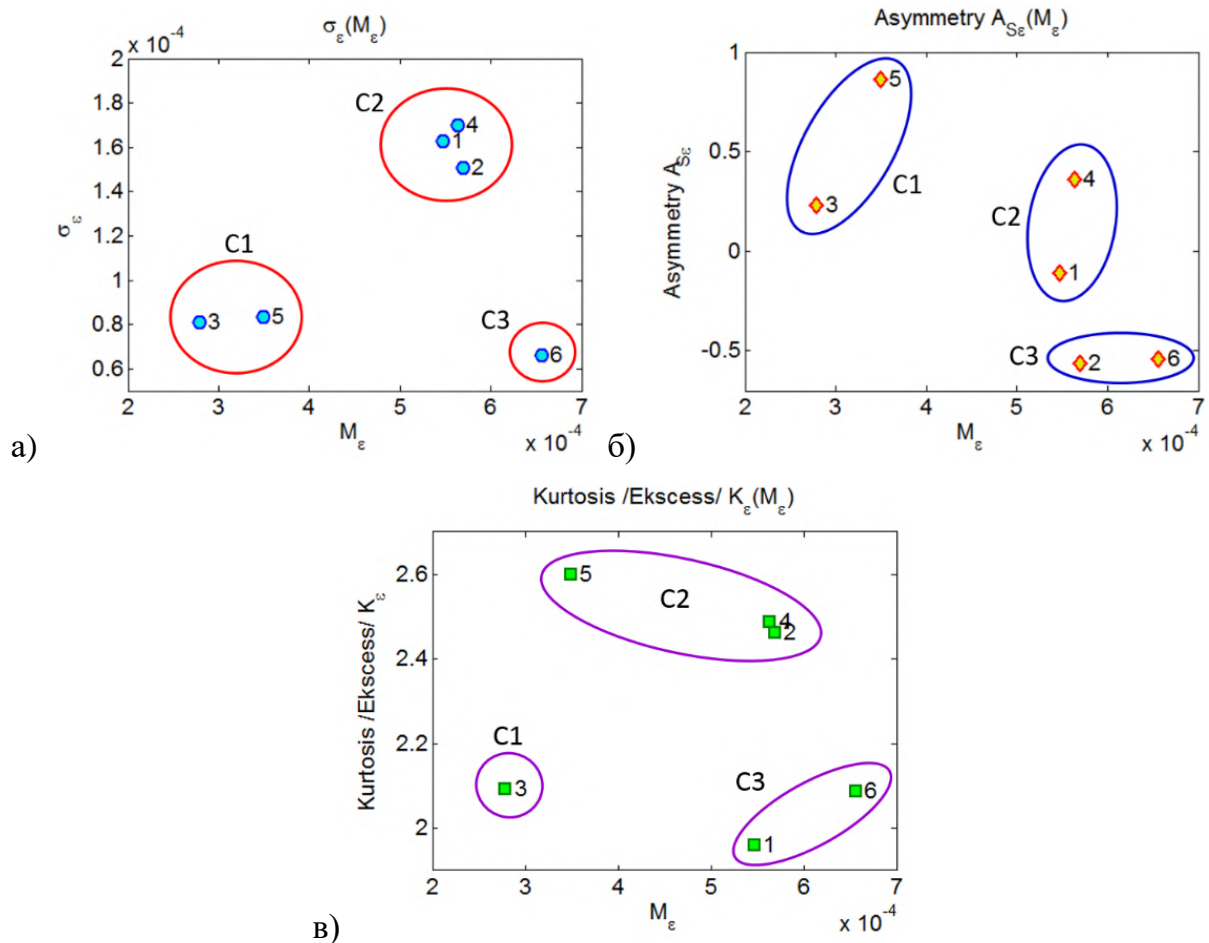 σε(Mε)
x 10⁻⁴
2
1.8
1.6
1.4
1.2
1
0.8
0.6
σε
C2
4
1
2
C1
3
5
C3
6
2 3 4 5 6 7
Mε
x 10⁻⁴
а)
Asymmetry ASε(Mε)
1
0.5
0
-0.5
Asymmetry ASε
5
C1
3
4
C2
1
C3
2
6
2 3 4 5 6 7
Mε
x 10⁻⁴
б)
Kurtosis /Ekscess/ Kε(Mε)
2.6
2.4
2.2
2
Kurtosis /Ekscess/ Kε
5
C2
4
2
C1
3
C3
6
1
2 3 4 5 6 7
Mε
x 10⁻⁴
в)